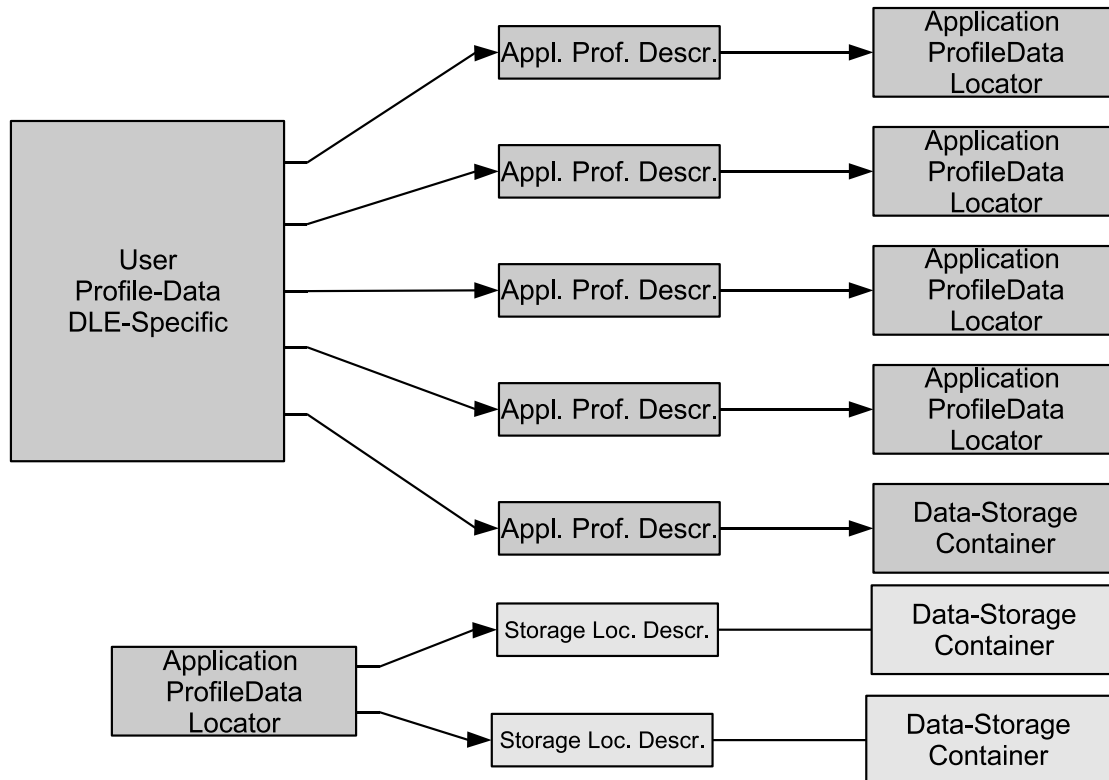 Appl. Prof. Descr.
Application
ProfileData
Locator
Appl. Prof. Descr.
Application
ProfileData
Locator
User
Profile-Data
DLE-Specific
Appl. Prof. Descr.
Application
ProfileData
Locator
Appl. Prof. Descr.
Application
ProfileData
Locator
Appl. Prof. Descr.
Data-Storage
Container
Application
ProfileData
Locator
Storage Loc. Descr.
Data-Storage
Container
Storage Loc. Descr.
Data-Storage
Container